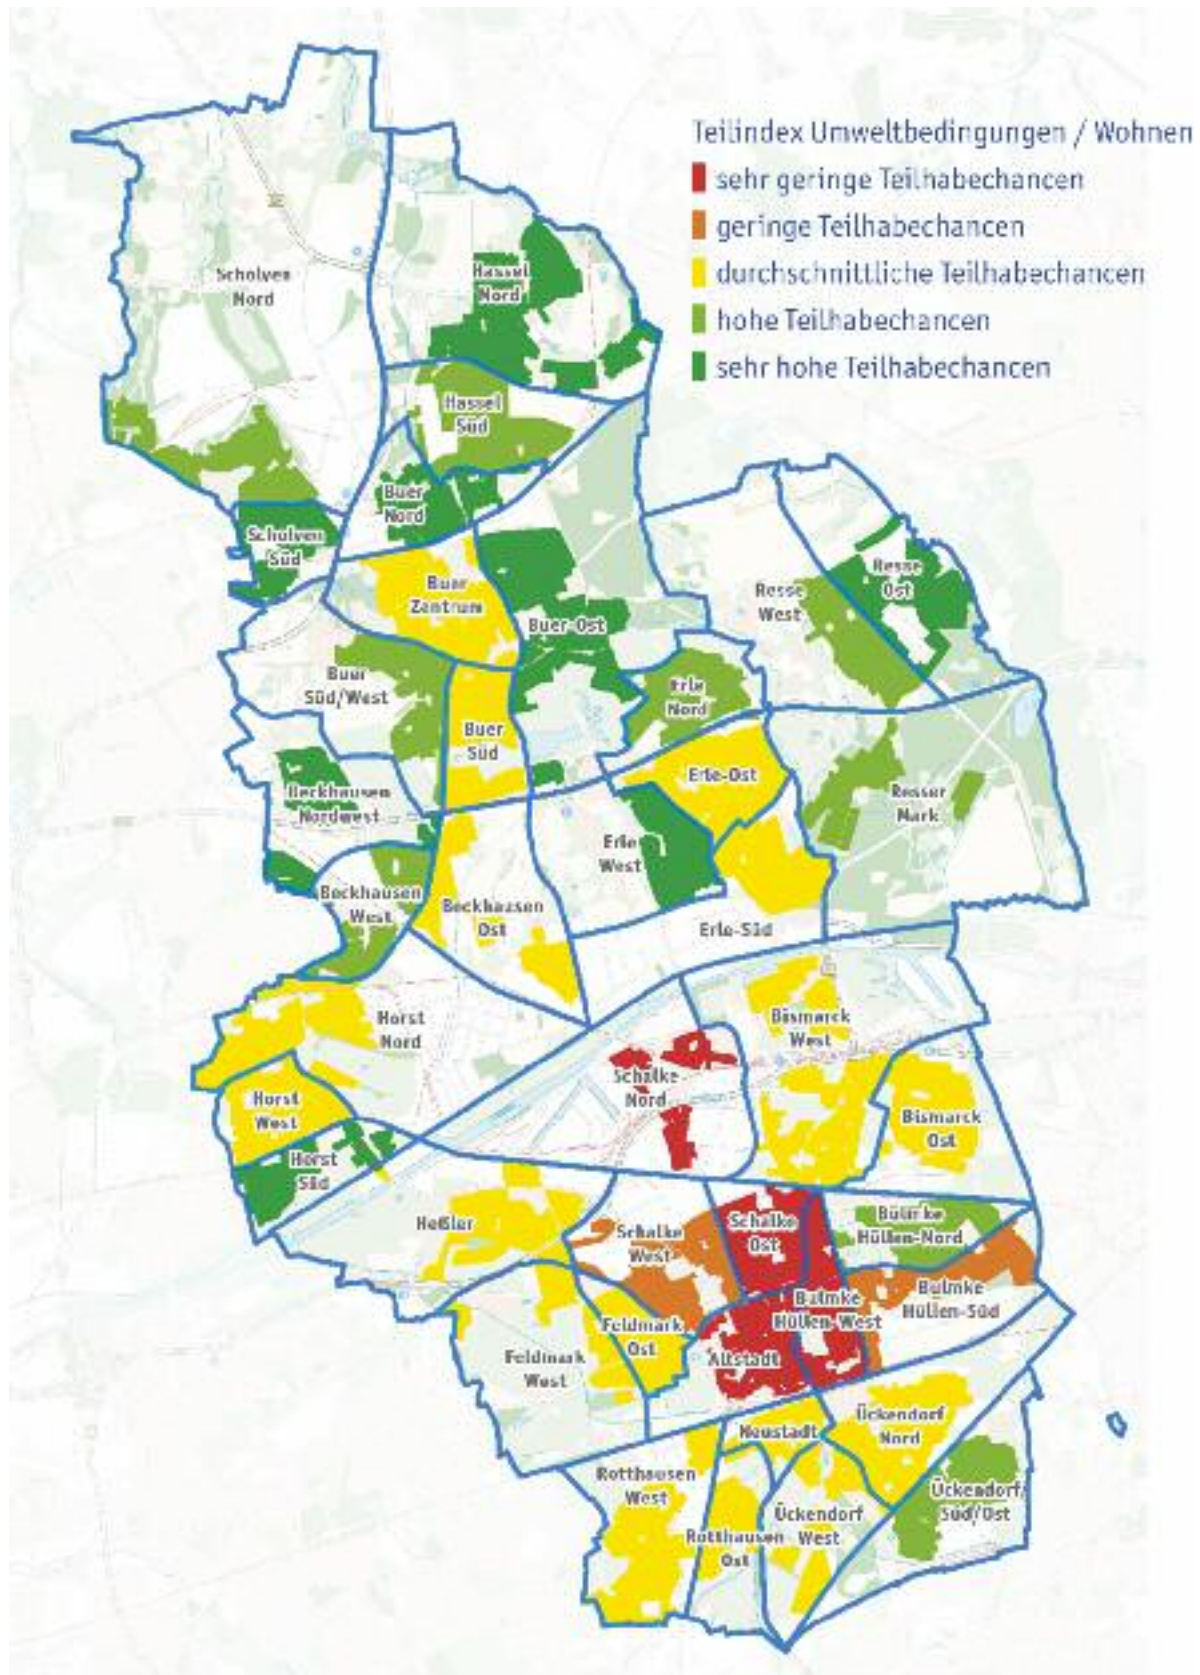 Teilindex Umweltbedingungen / Wohnen
sehr geringe Teilhabechancen
geringe Teilhabechancen
durchschnittliche Teilhabechancen
hohe Teilhabechancen
sehr hohe Teilhabechancen
Scholven
Nord
Hassel
Nord
Hassel
Süd
Buer
Nord
Scholven
Süd
Buer
Zentrum
Buer-Ost
Resse
West
Resse
Ost
Buer
Süd/West
Erle
Nord
Buer
Süd
Erle-Ost
Resser
Mark
Beckhausen
Nordwest
Erle
West
Beckhausen
West
Beckhausen
Ost
Erle-Süd
Horst
Nord
Bismarck
West
Schalke
Nord
Horst
West
Bismarck
Ost
Horst
Süd
Heßler
Schalke
West
Schalke
Ost
Bulmke
Hüllen-Nord
Bulmke
Hüllen-Süd
Bulmke
Hüllen-West
Feldmark
Ost
Feldmark
West
Altstadt
Neustadt
Ückendorf
Nord
Rotthausen
West
Ückendorf
Süd/Ost
Ückendorf
West
Rotthausen
Ost